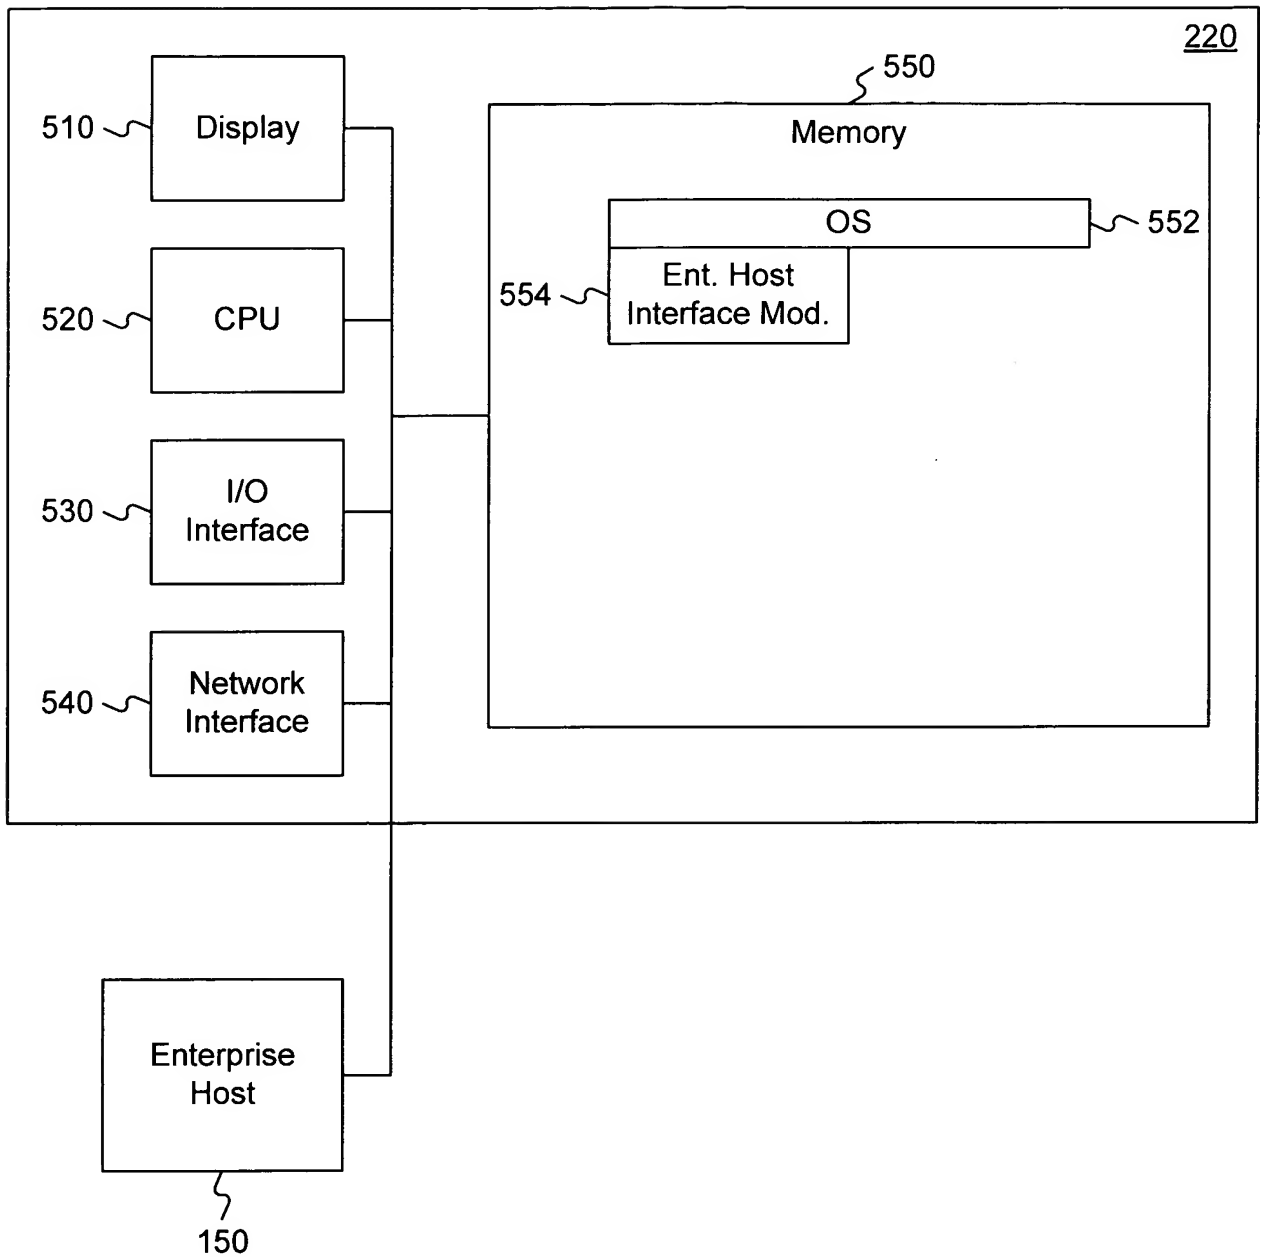 220
550
510
Display
Memory
OS
552
520
CPU
554
Ent. Host
Interface Mod.
530
I/O
Interface
540
Network
Interface
Enterprise
Host
150